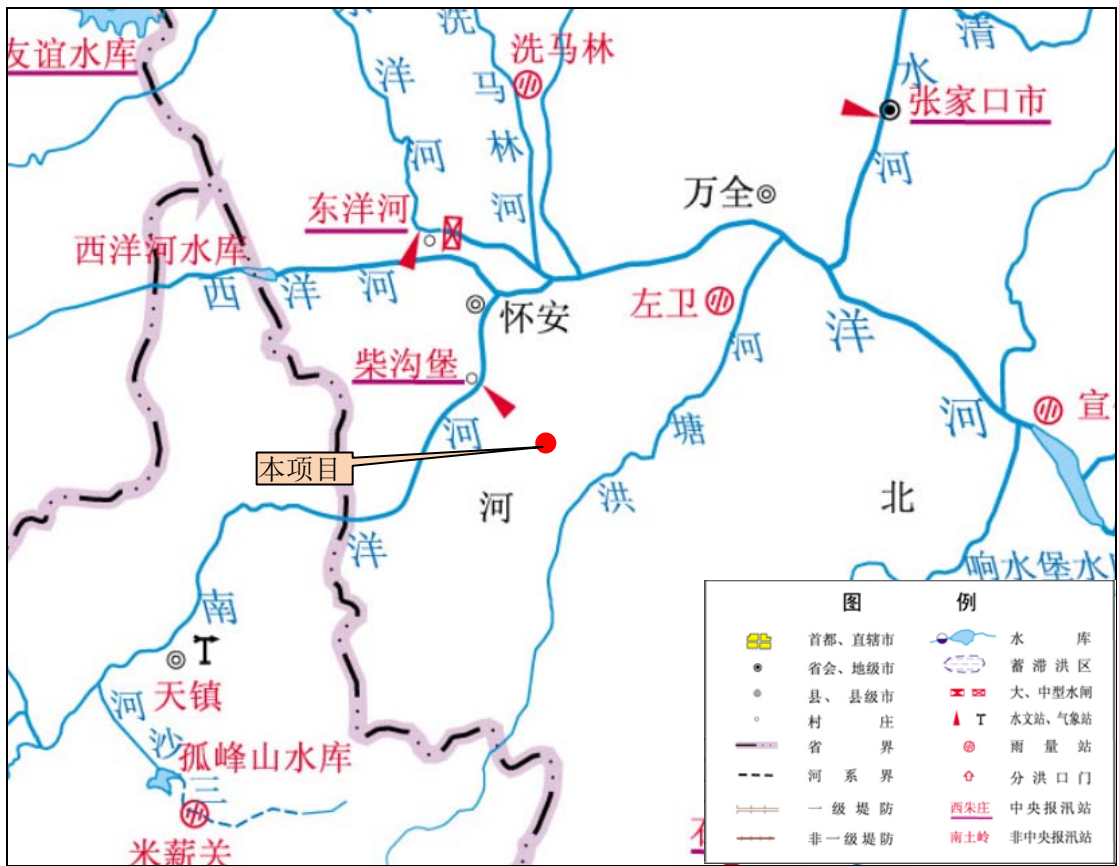 友谊水库
东
洋
河
洗
马
林
河
洗马林
清
水
河
张家口市
万全
东洋河
西洋河水库
西洋河
怀安
左卫
柴沟堡
洋
河
宣
本项目
南
洋
河
洪
塘
河
河
北
响水堡水库
天镇
河
沙
三
孤峰山水库
米薪关
石
图 例
首都、直辖市
水 库
省会、地级市
蓄滞洪区
县、县级市
大、中型水闸
村 庄
水文站、气象站
省 界
雨量站
河系界
分洪口门
一级堤防
西朱庄 中央报汛站
非一级堤防
南土岭 非中央报汛站